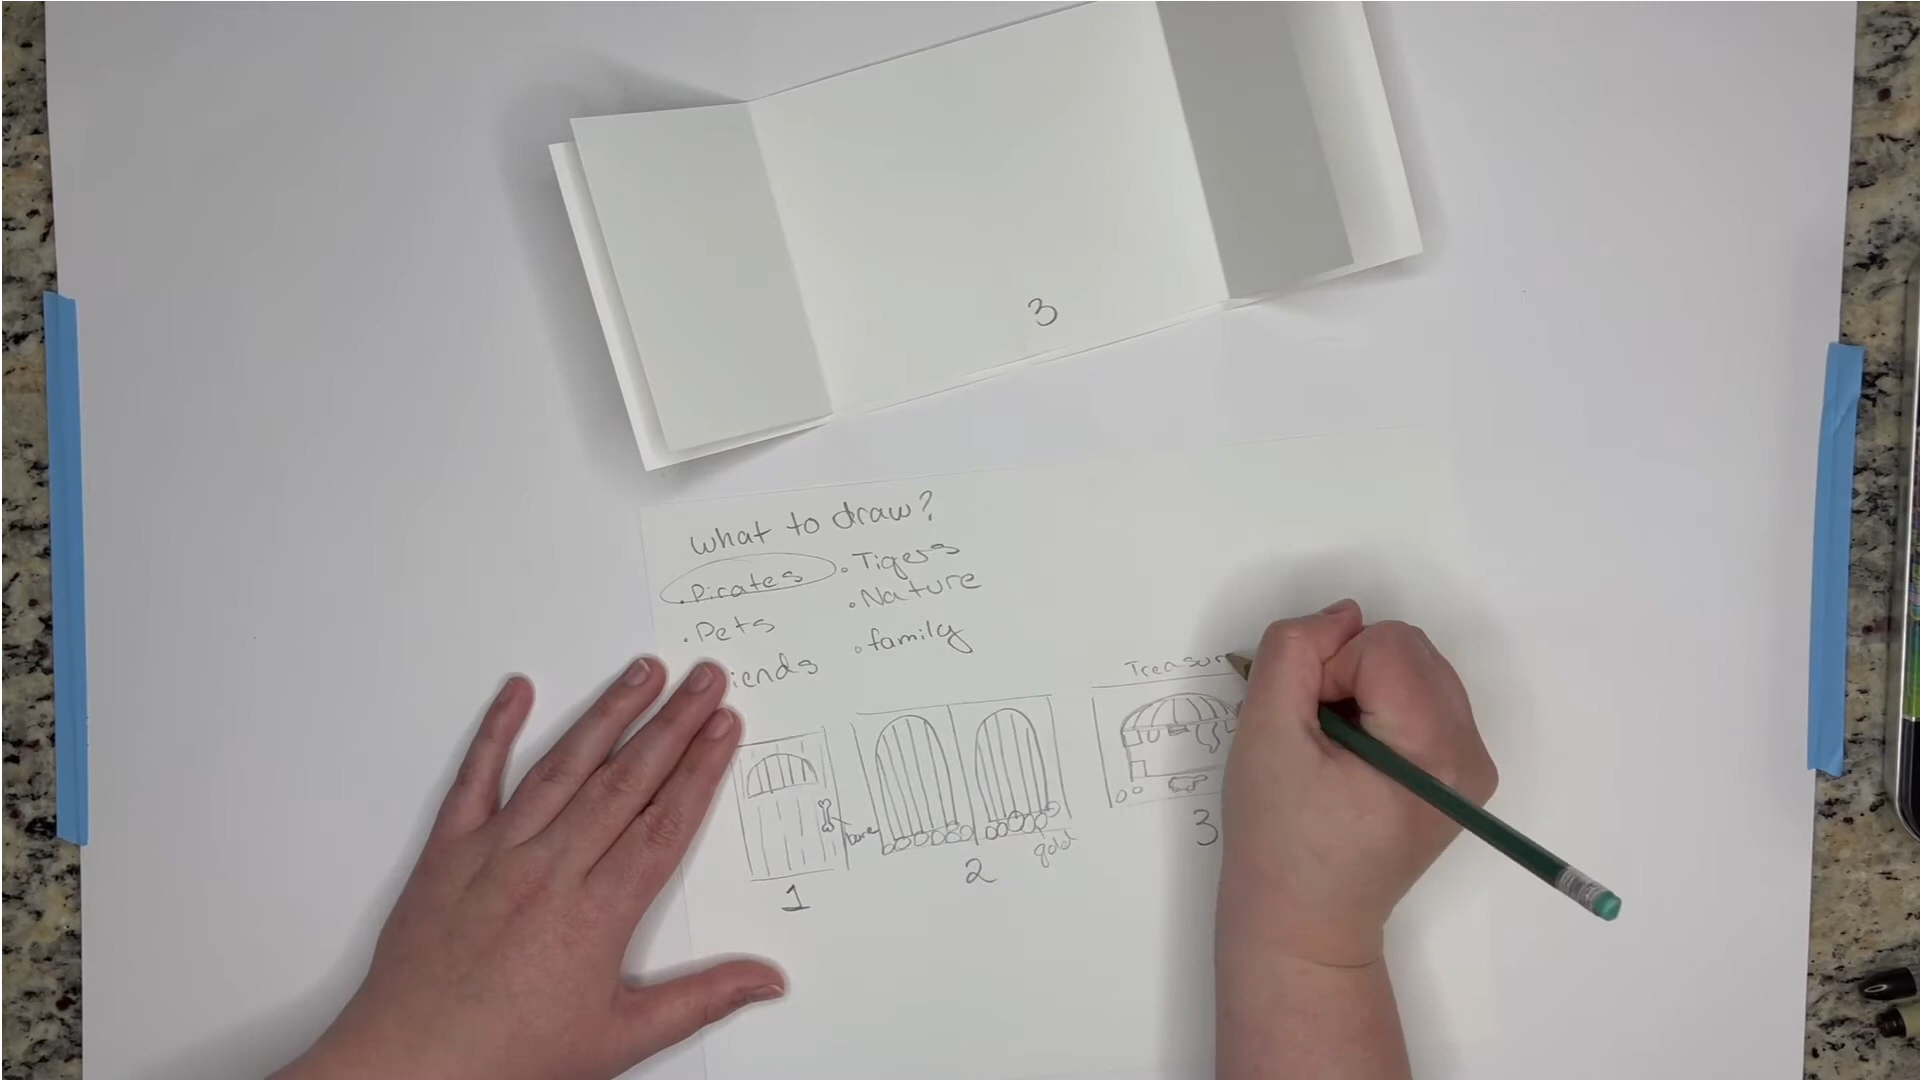 3
What to draw?
• Pirates • Tigers
• Pets • Nature
iends • family
Treasur
bone
gold
1 2 3